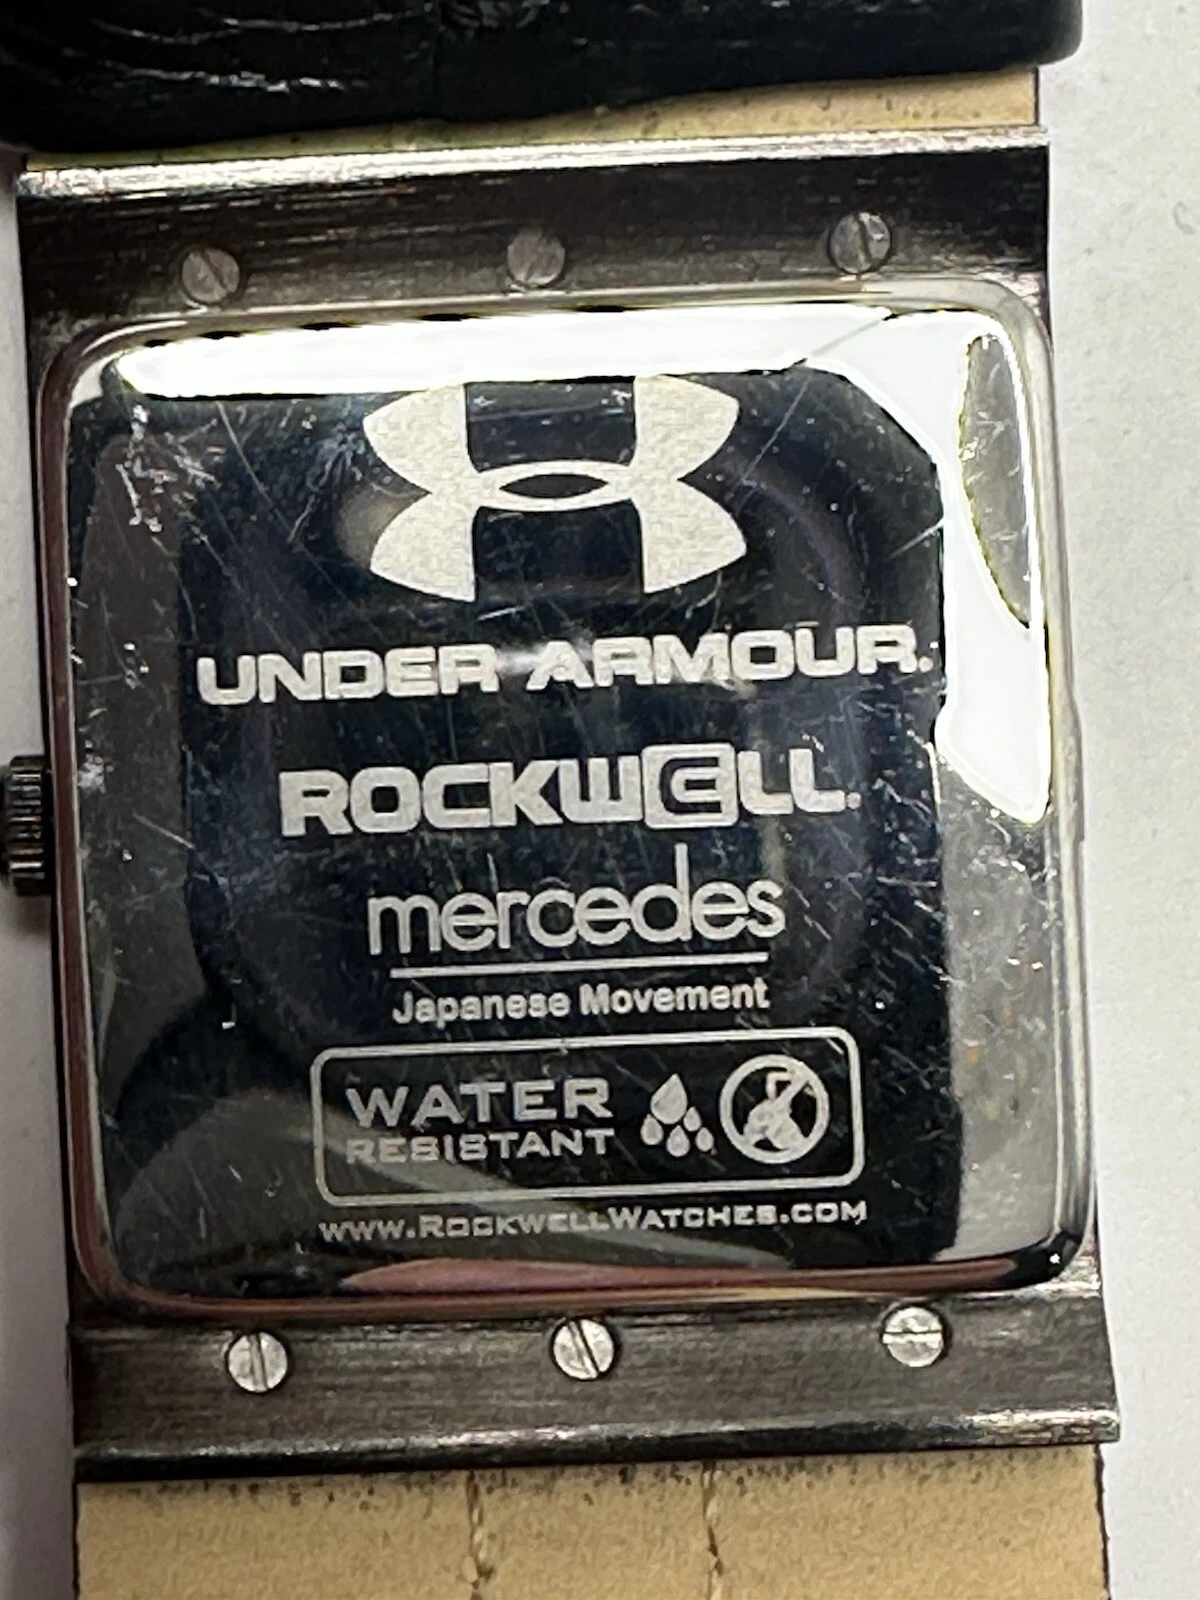 UNDER ARMOUR.
ROCKWELL.
mercedes
Japanese Movement
WATER
RESISTANT
WWW.ROCKWELLWATCHES.COM